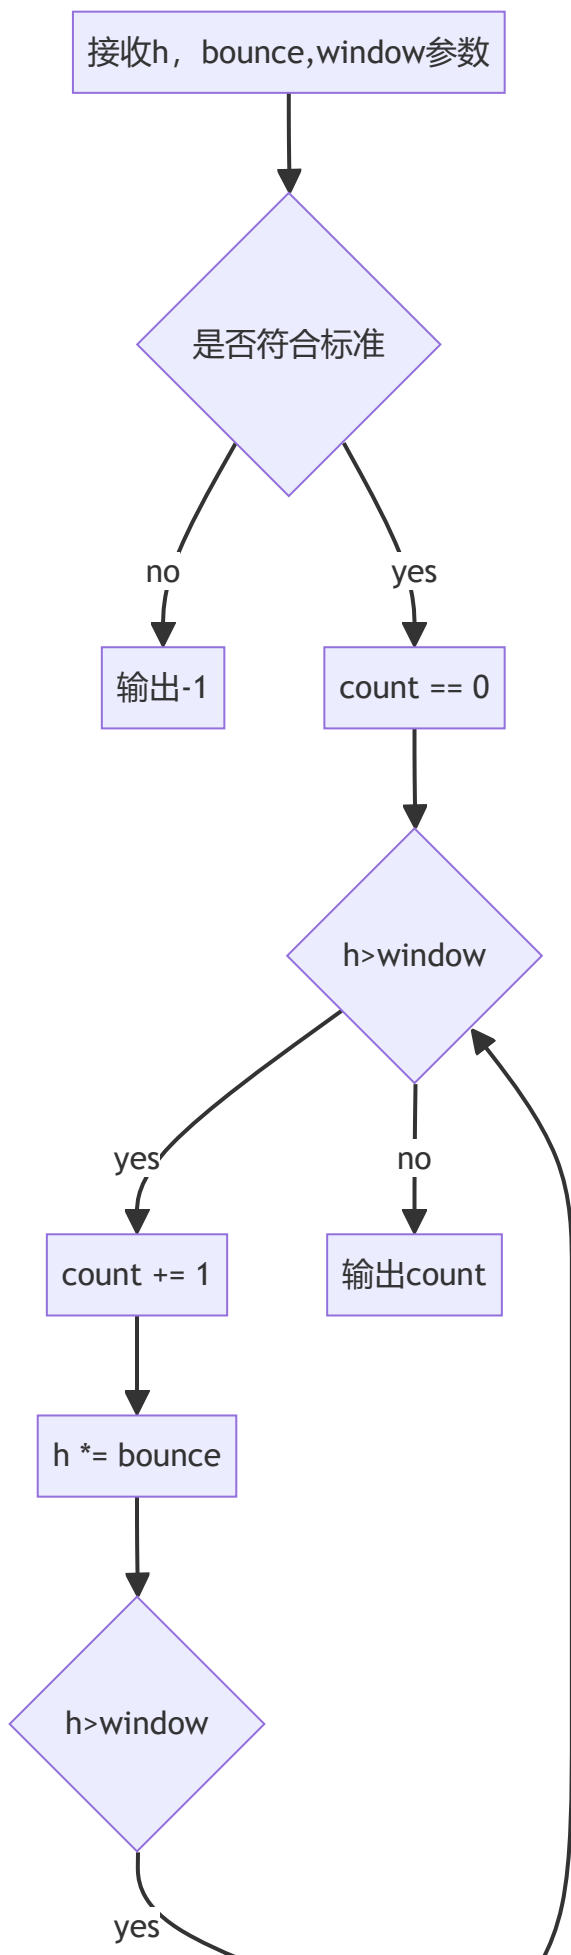 接收h，bounce,window参数
是否符合标准
no
yes
输出-1
count == 0
h>window
yes
no
count += 1
输出count
h *= bounce
h>window
yes